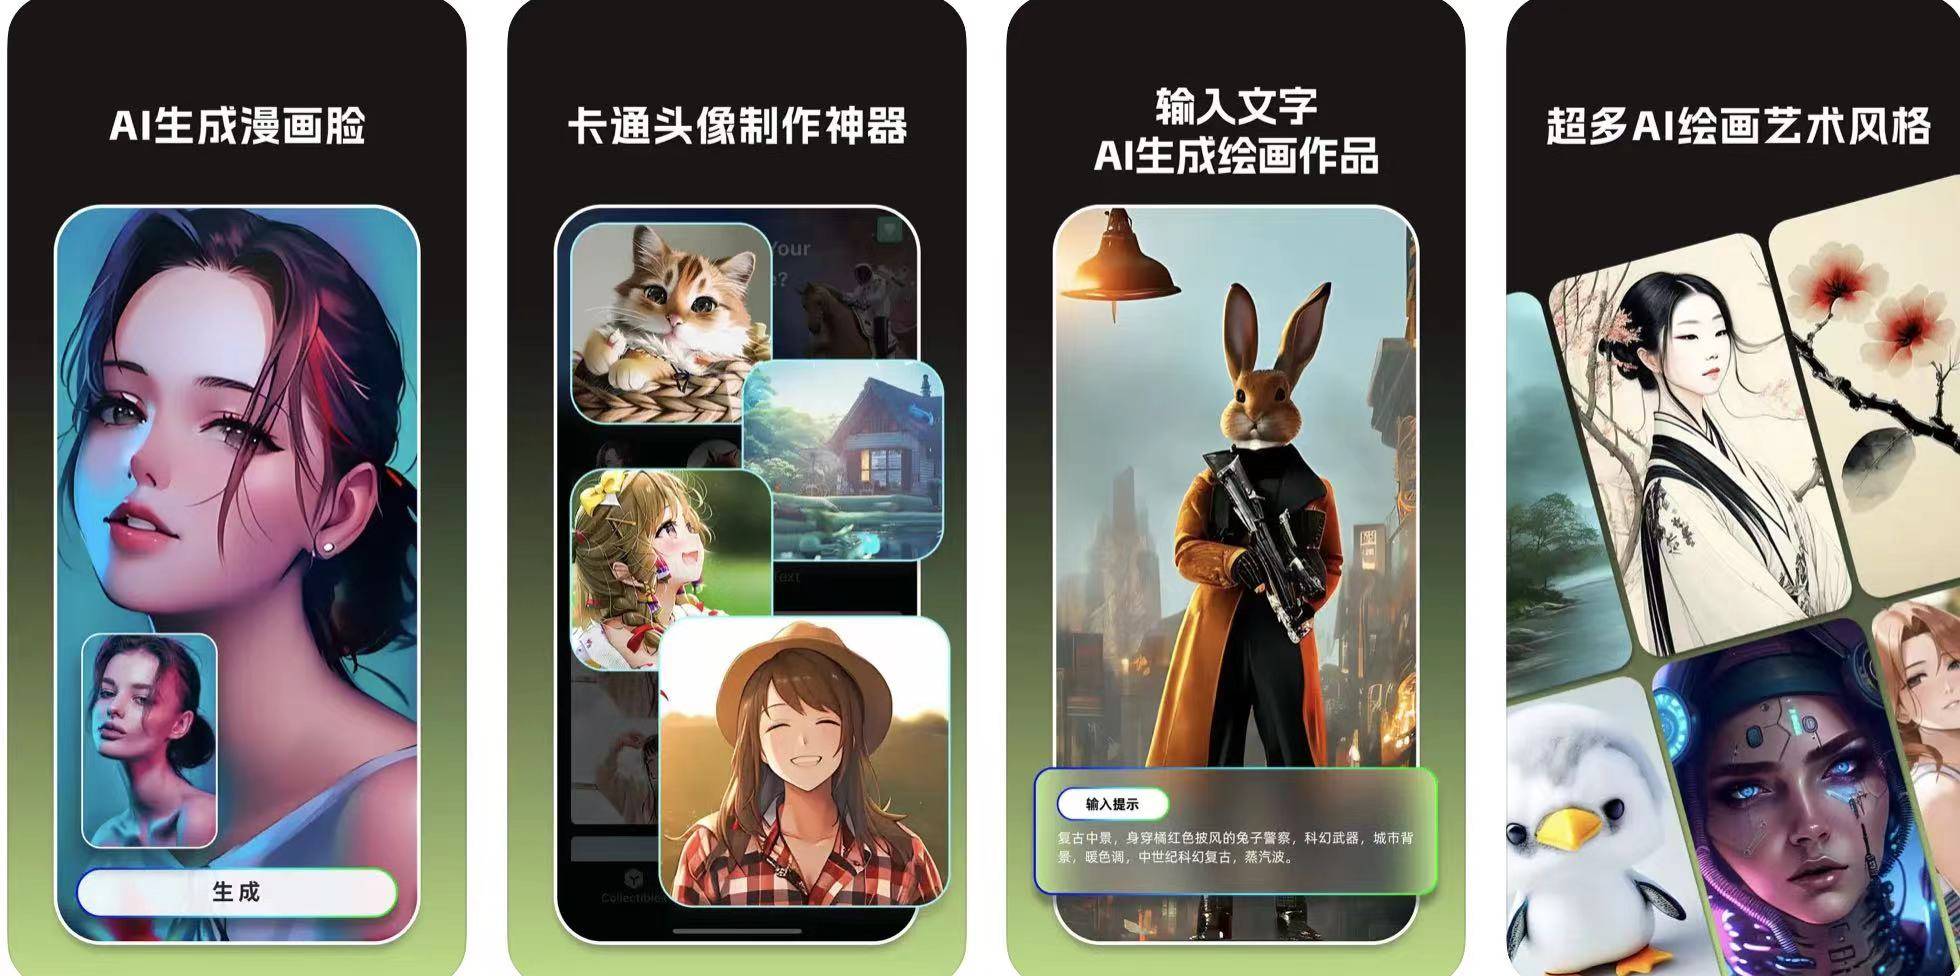 AI生成漫画脸
生成
卡通头像制作神器
Your
e?
Text
Collectibles
输入文字
AI生成绘画作品
输入提示
复古中景，身穿橘红色披风的兔子警察，科幻武器，城市背
景，暖色调，中世纪科幻复古，蒸汽波。
超多AI绘画艺术风格